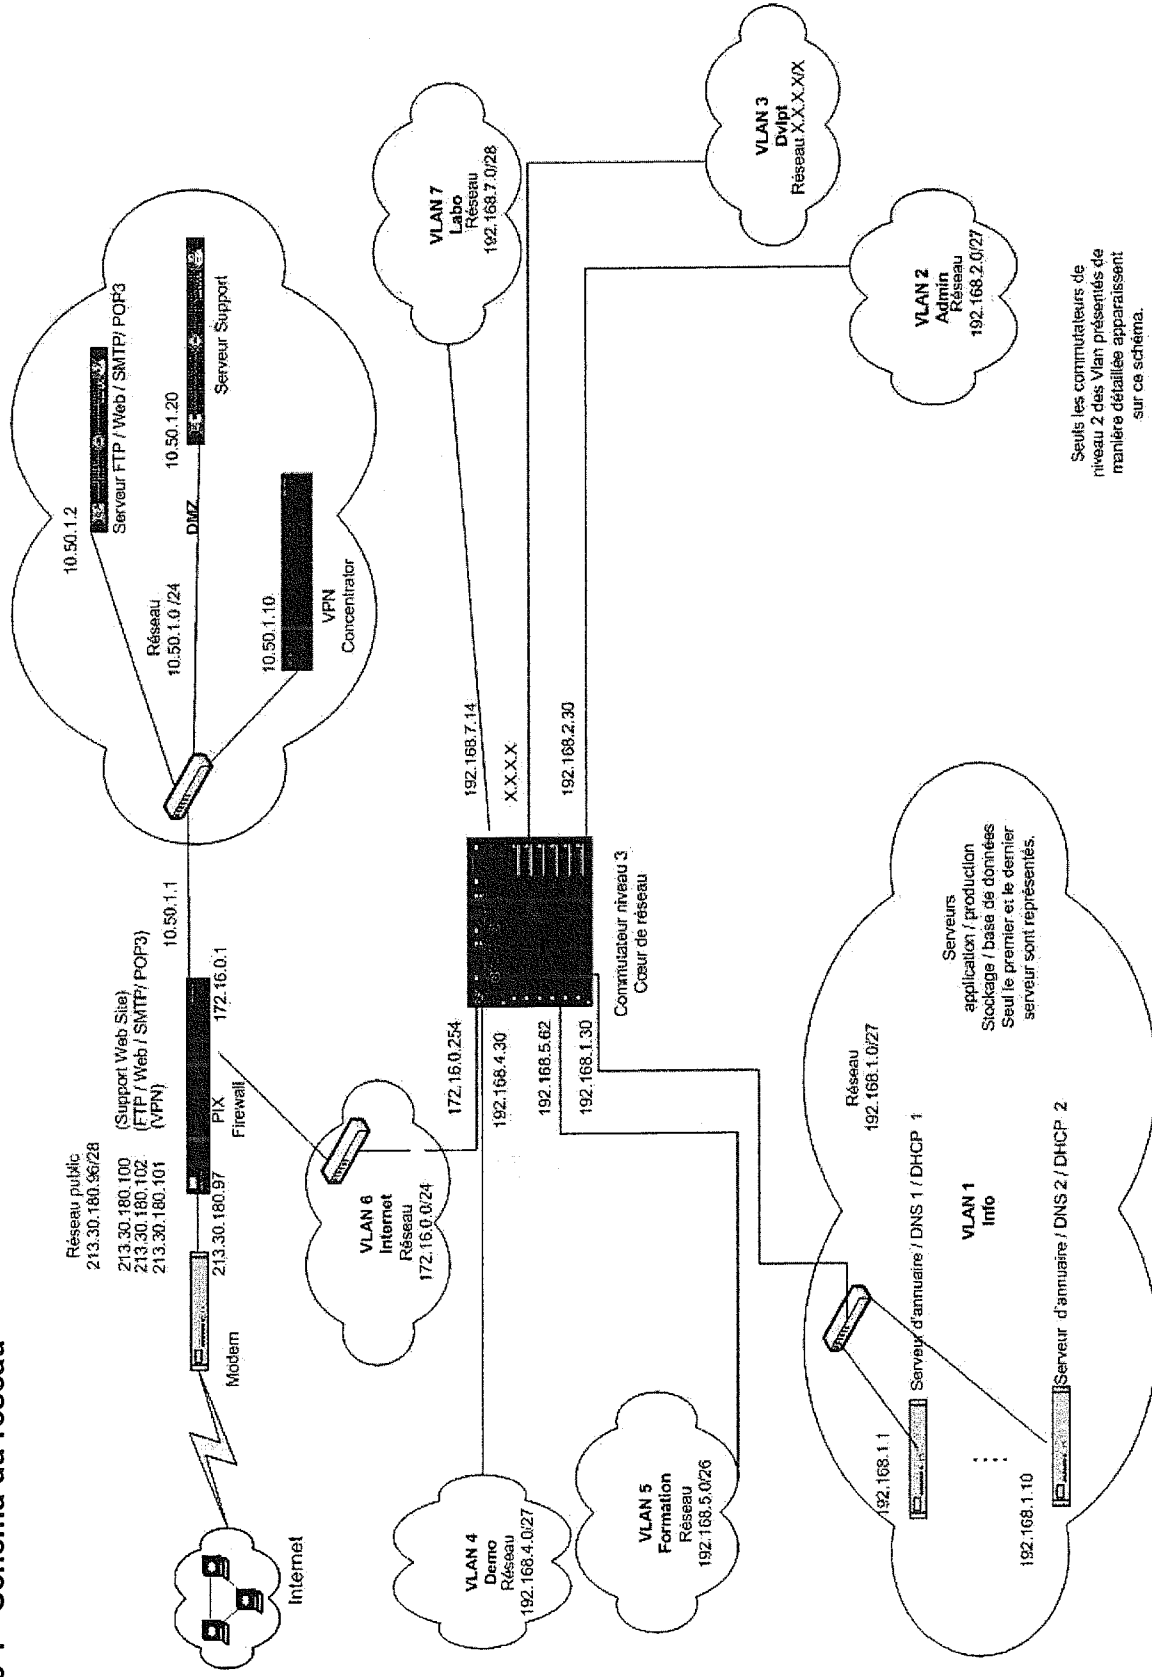 Schéma du réseau
Réseau public
213.30.180.96/28
213.30.180.100 (Support Web Site)
213.30.180.102 (FTP / Web / SMTP/ POP3)
213.30.180.101 (VPN)
213.30.180.97
PIX
Firewall
172.16.0.1
10.50.1.1
Modem
Internet
10.50.1.2
Serveur FTP / Web / SMTP/ POP3
Réseau
10.50.1.0 /24
DMZ
10.50.1.20
Serveur Support
10.50.1.10
VPN
Concentrator
VLAN 6
Internet
Réseau
172.16.0.0/24
172.16.0.254
192.168.4.30
192.168.5.62
192.168.1.30
192.168.7.14
X.X.X.X
192.168.2.30
Commutateur niveau 3
Cœur de réseau
VLAN 7
Labo
Réseau
192.168.7.0/28
VLAN 3
Dvlpt
Réseau X.X.X.X/X
VLAN 2
Admin
Réseau
192.168.2.0/27
VLAN 4
Demo
Réseau
192.168.4.0/27
VLAN 5
Formation
Réseau
192.168.5.0/26
192.168.1.1
Serveur d'annuaire / DNS 1 / DHCP 1
Réseau
192.168.1.0/27
VLAN 1
Info
192.168.1.10
Serveur d'annuaire / DNS 2 / DHCP 2
Serveurs
application / production
Stockage / base de données
Seul le premier et le dernier
serveur sont représentés.
Seuls les commutateurs de
niveau 2 des Vlan présentés de
manière détaillée apparaissent
sur ce schéma.